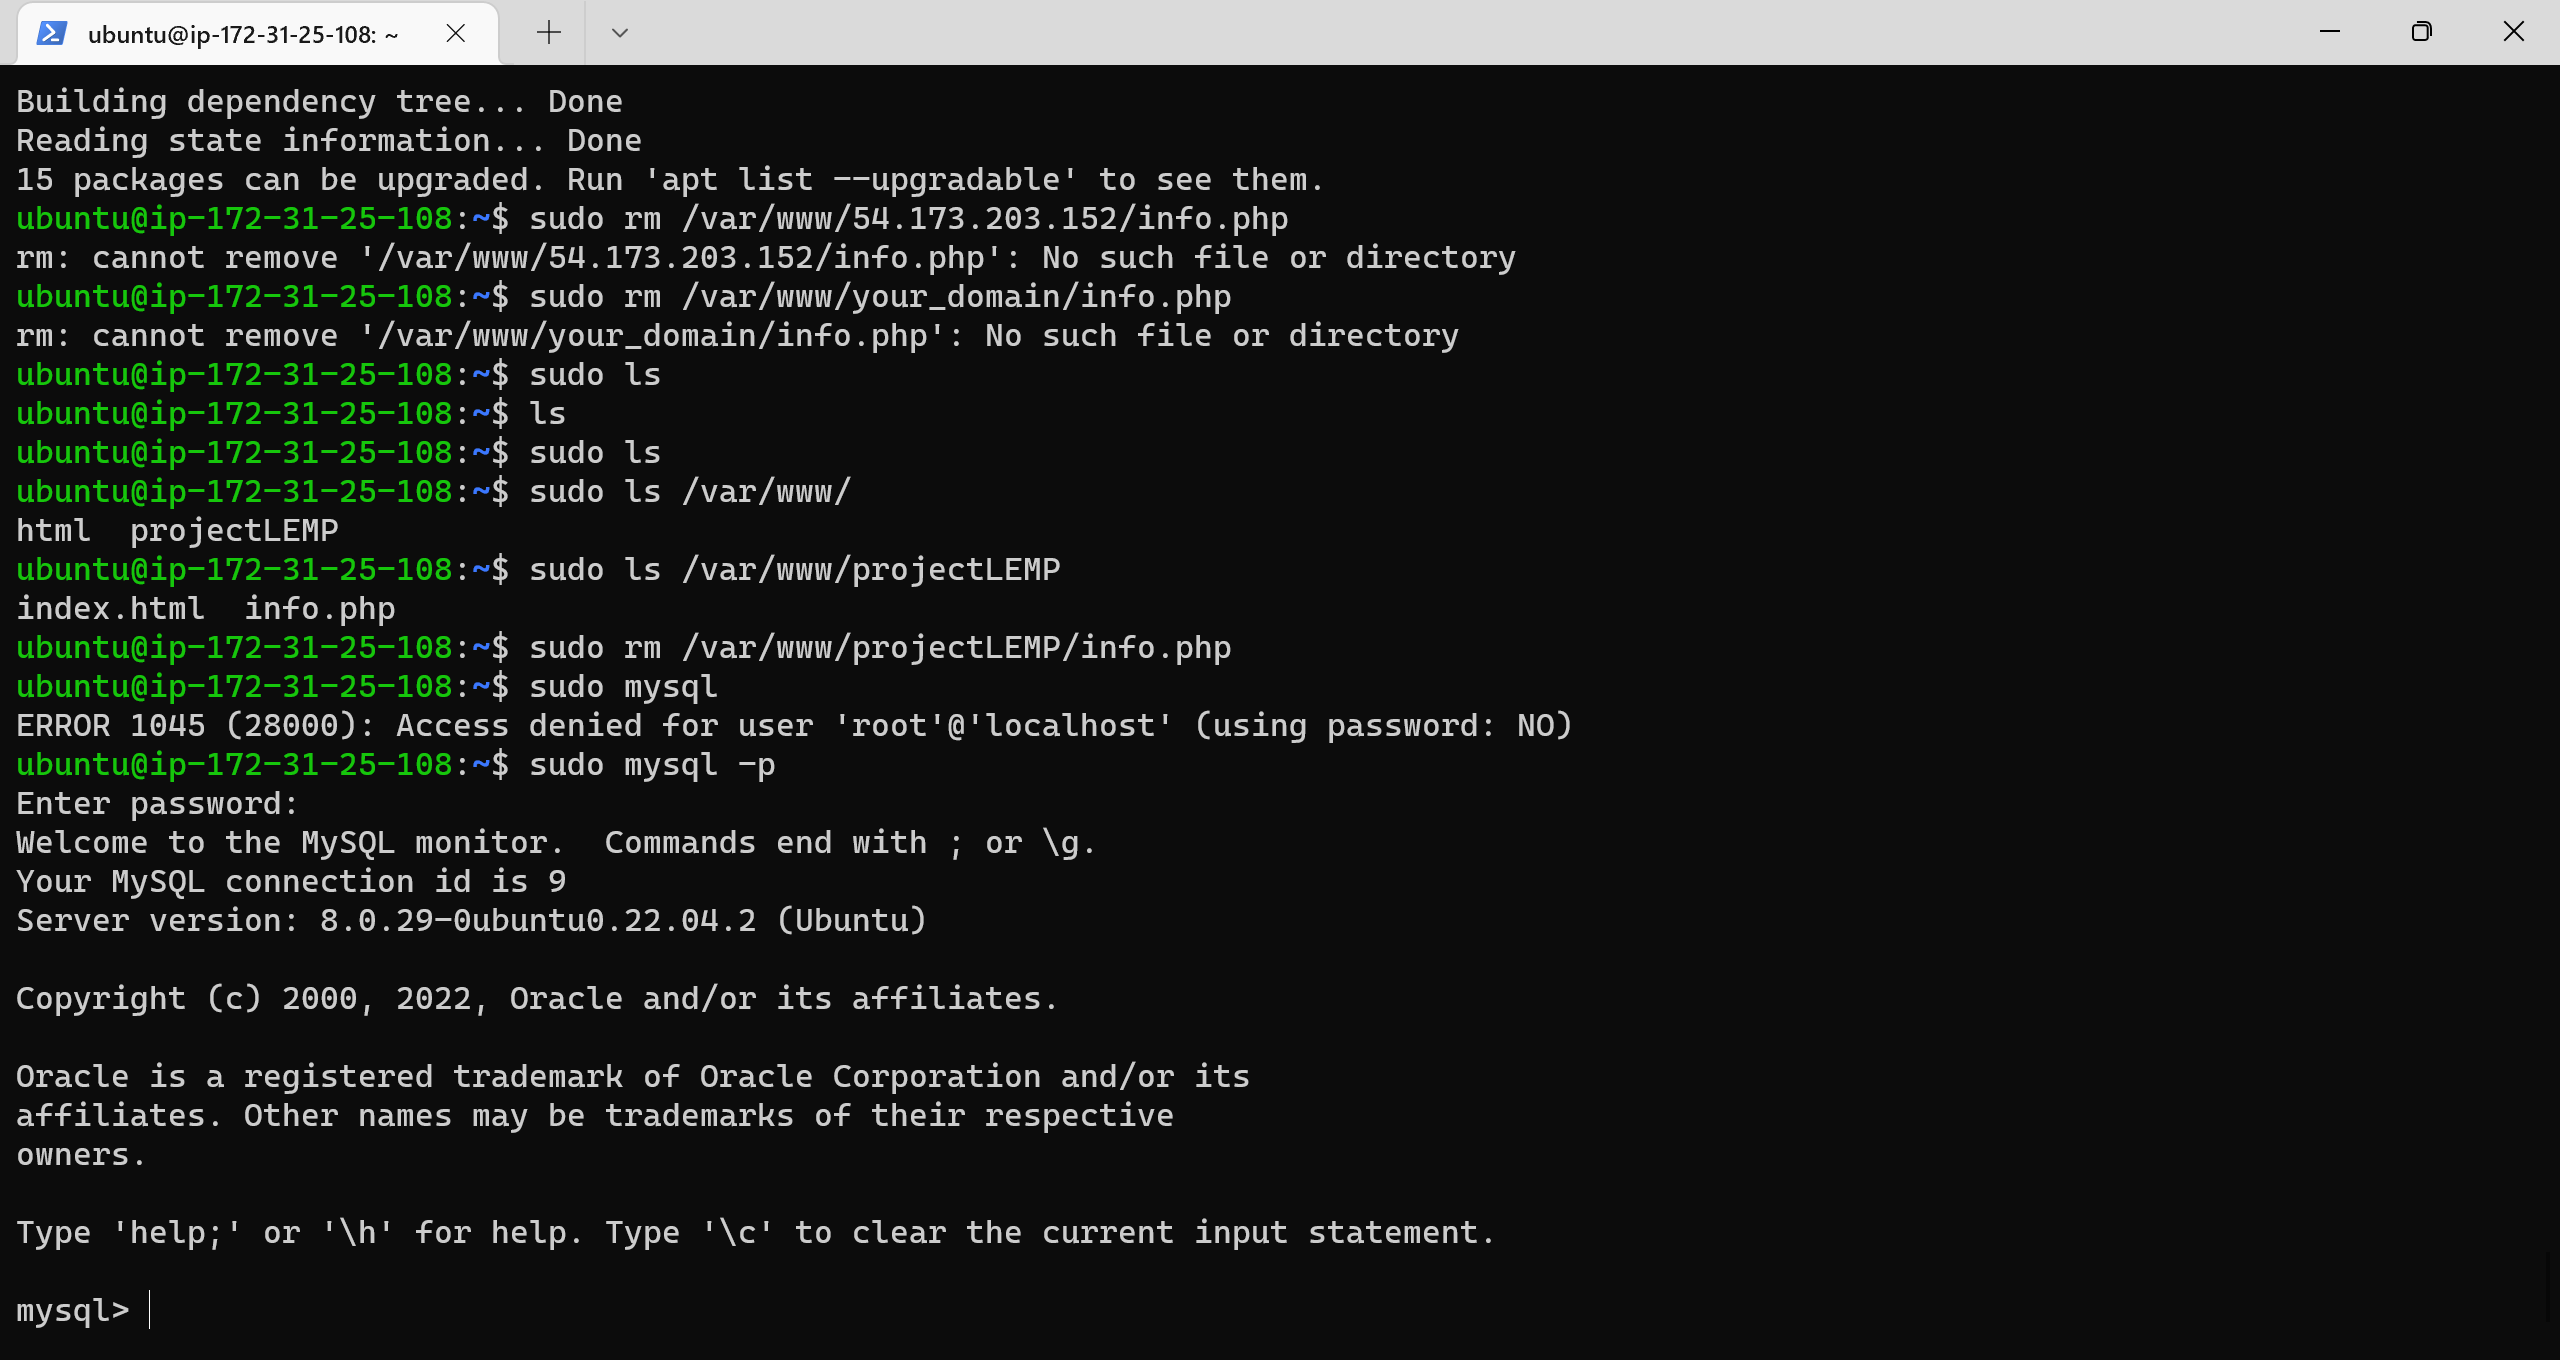 ubuntu@ip-172-31-25-108: ~
Building dependency tree... Done
Reading state information... Done
15 packages can be upgraded. Run 'apt list --upgradable' to see them.
ubuntu@ip-172-31-25-108:~$ sudo rm /var/www/54.173.203.152/info.php
rm: cannot remove '/var/www/54.173.203.152/info.php': No such file or directory
ubuntu@ip-172-31-25-108:~$ sudo rm /var/www/your_domain/info.php
rm: cannot remove '/var/www/your_domain/info.php': No such file or directory
ubuntu@ip-172-31-25-108:~$ sudo ls
ubuntu@ip-172-31-25-108:~$ ls
ubuntu@ip-172-31-25-108:~$ sudo ls
ubuntu@ip-172-31-25-108:~$ sudo ls /var/www/
html  projectLEMP
ubuntu@ip-172-31-25-108:~$ sudo ls /var/www/projectLEMP
index.html  info.php
ubuntu@ip-172-31-25-108:~$ sudo rm /var/www/projectLEMP/info.php
ubuntu@ip-172-31-25-108:~$ sudo mysql
ERROR 1045 (28000): Access denied for user 'root'@'localhost' (using password: NO)
ubuntu@ip-172-31-25-108:~$ sudo mysql -p
Enter password:
Welcome to the MySQL monitor.  Commands end with ; or \g.
Your MySQL connection id is 9
Server version: 8.0.29-0ubuntu0.22.04.2 (Ubuntu)
Copyright (c) 2000, 2022, Oracle and/or its affiliates.
Oracle is a registered trademark of Oracle Corporation and/or its
affiliates. Other names may be trademarks of their respective
owners.
Type 'help;' or '\h' for help. Type '\c' to clear the current input statement.
mysql>